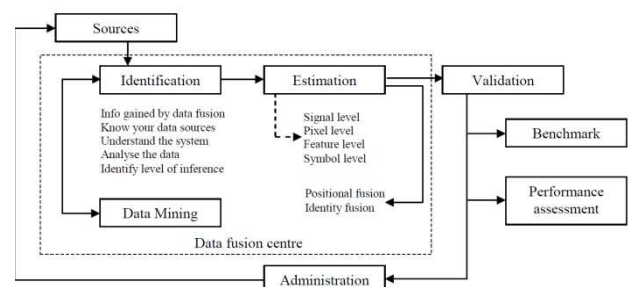 Sources
Identification
Estimation
Validation
Info gained by data fusion
Know your data sources
Understand the system
Analyse the data
Identify level of inference
Signal level
Pixel level
Feature level
Symbol level
Benchmark
Positional fusion
Identity fusion
Performance
assessment
Data Mining
Data fusion centre
Administration